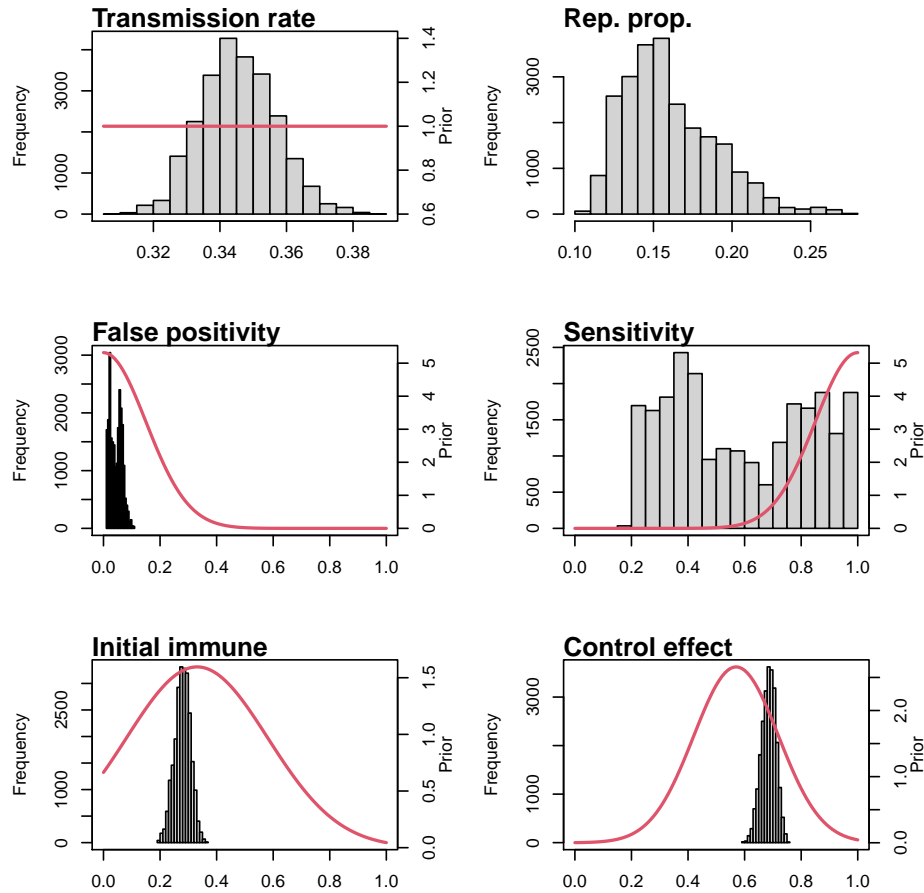 Transmission rate
Frequency
0 1000 3000
0.6 0.8 1.0 1.2 1.4
Prior
0.32 0.34 0.36 0.38
Rep. prop.
Frequency
0 1000 3000
0.10 0.15 0.20 0.25
False positivity
Frequency
0 1000 2000 3000
0 1 2 3 4 5
Prior
0.0 0.2 0.4 0.6 0.8 1.0
Sensitivity
Frequency
0 500 1500 2500
0 1 2 3 4 5
Prior
0.0 0.2 0.4 0.6 0.8 1.0
Initial immune
Frequency
0 1000 2500
0.0 0.5 1.0 1.5
Prior
0.0 0.2 0.4 0.6 0.8 1.0
Control effect
Frequency
0 1000 3000
0.0 1.0 2.0
Prior
0.0 0.2 0.4 0.6 0.8 1.0